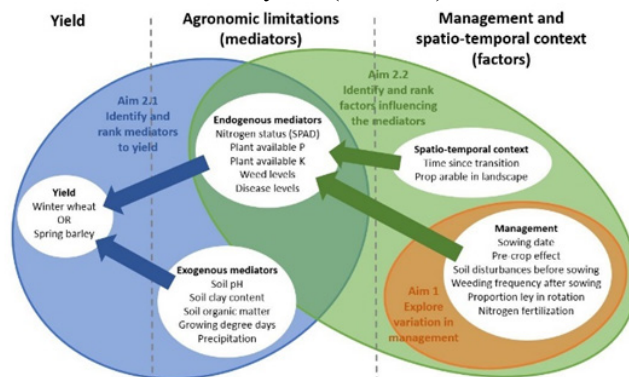 Yield
Agronomic limitations
(mediators)
Management and
spatio-temporal context
(factors)
Aim 2.1
Identify and
rank mediators
to yield
Aim 2.2
Identify and rank
factors influencing
the mediators
Endogenous mediators
Nitrogen status (SPAD)
Plant available P
Plant available K
Weed levels
Disease levels
Spatio-temporal context
Time since transition
Prop arable in landscape
Yield
Winter wheat
OR
Spring barley
Exogenous mediators
Soil pH
Soil clay content
Soil organic matter
Growing degree days
Precipitation
Management
Sowing date
Pre-crop effect
Soil disturbances before sowing
Weeding frequency after sowing
Proportion ley in rotation
Nitrogen fertilization
Aim 1
Explore
variation in
management